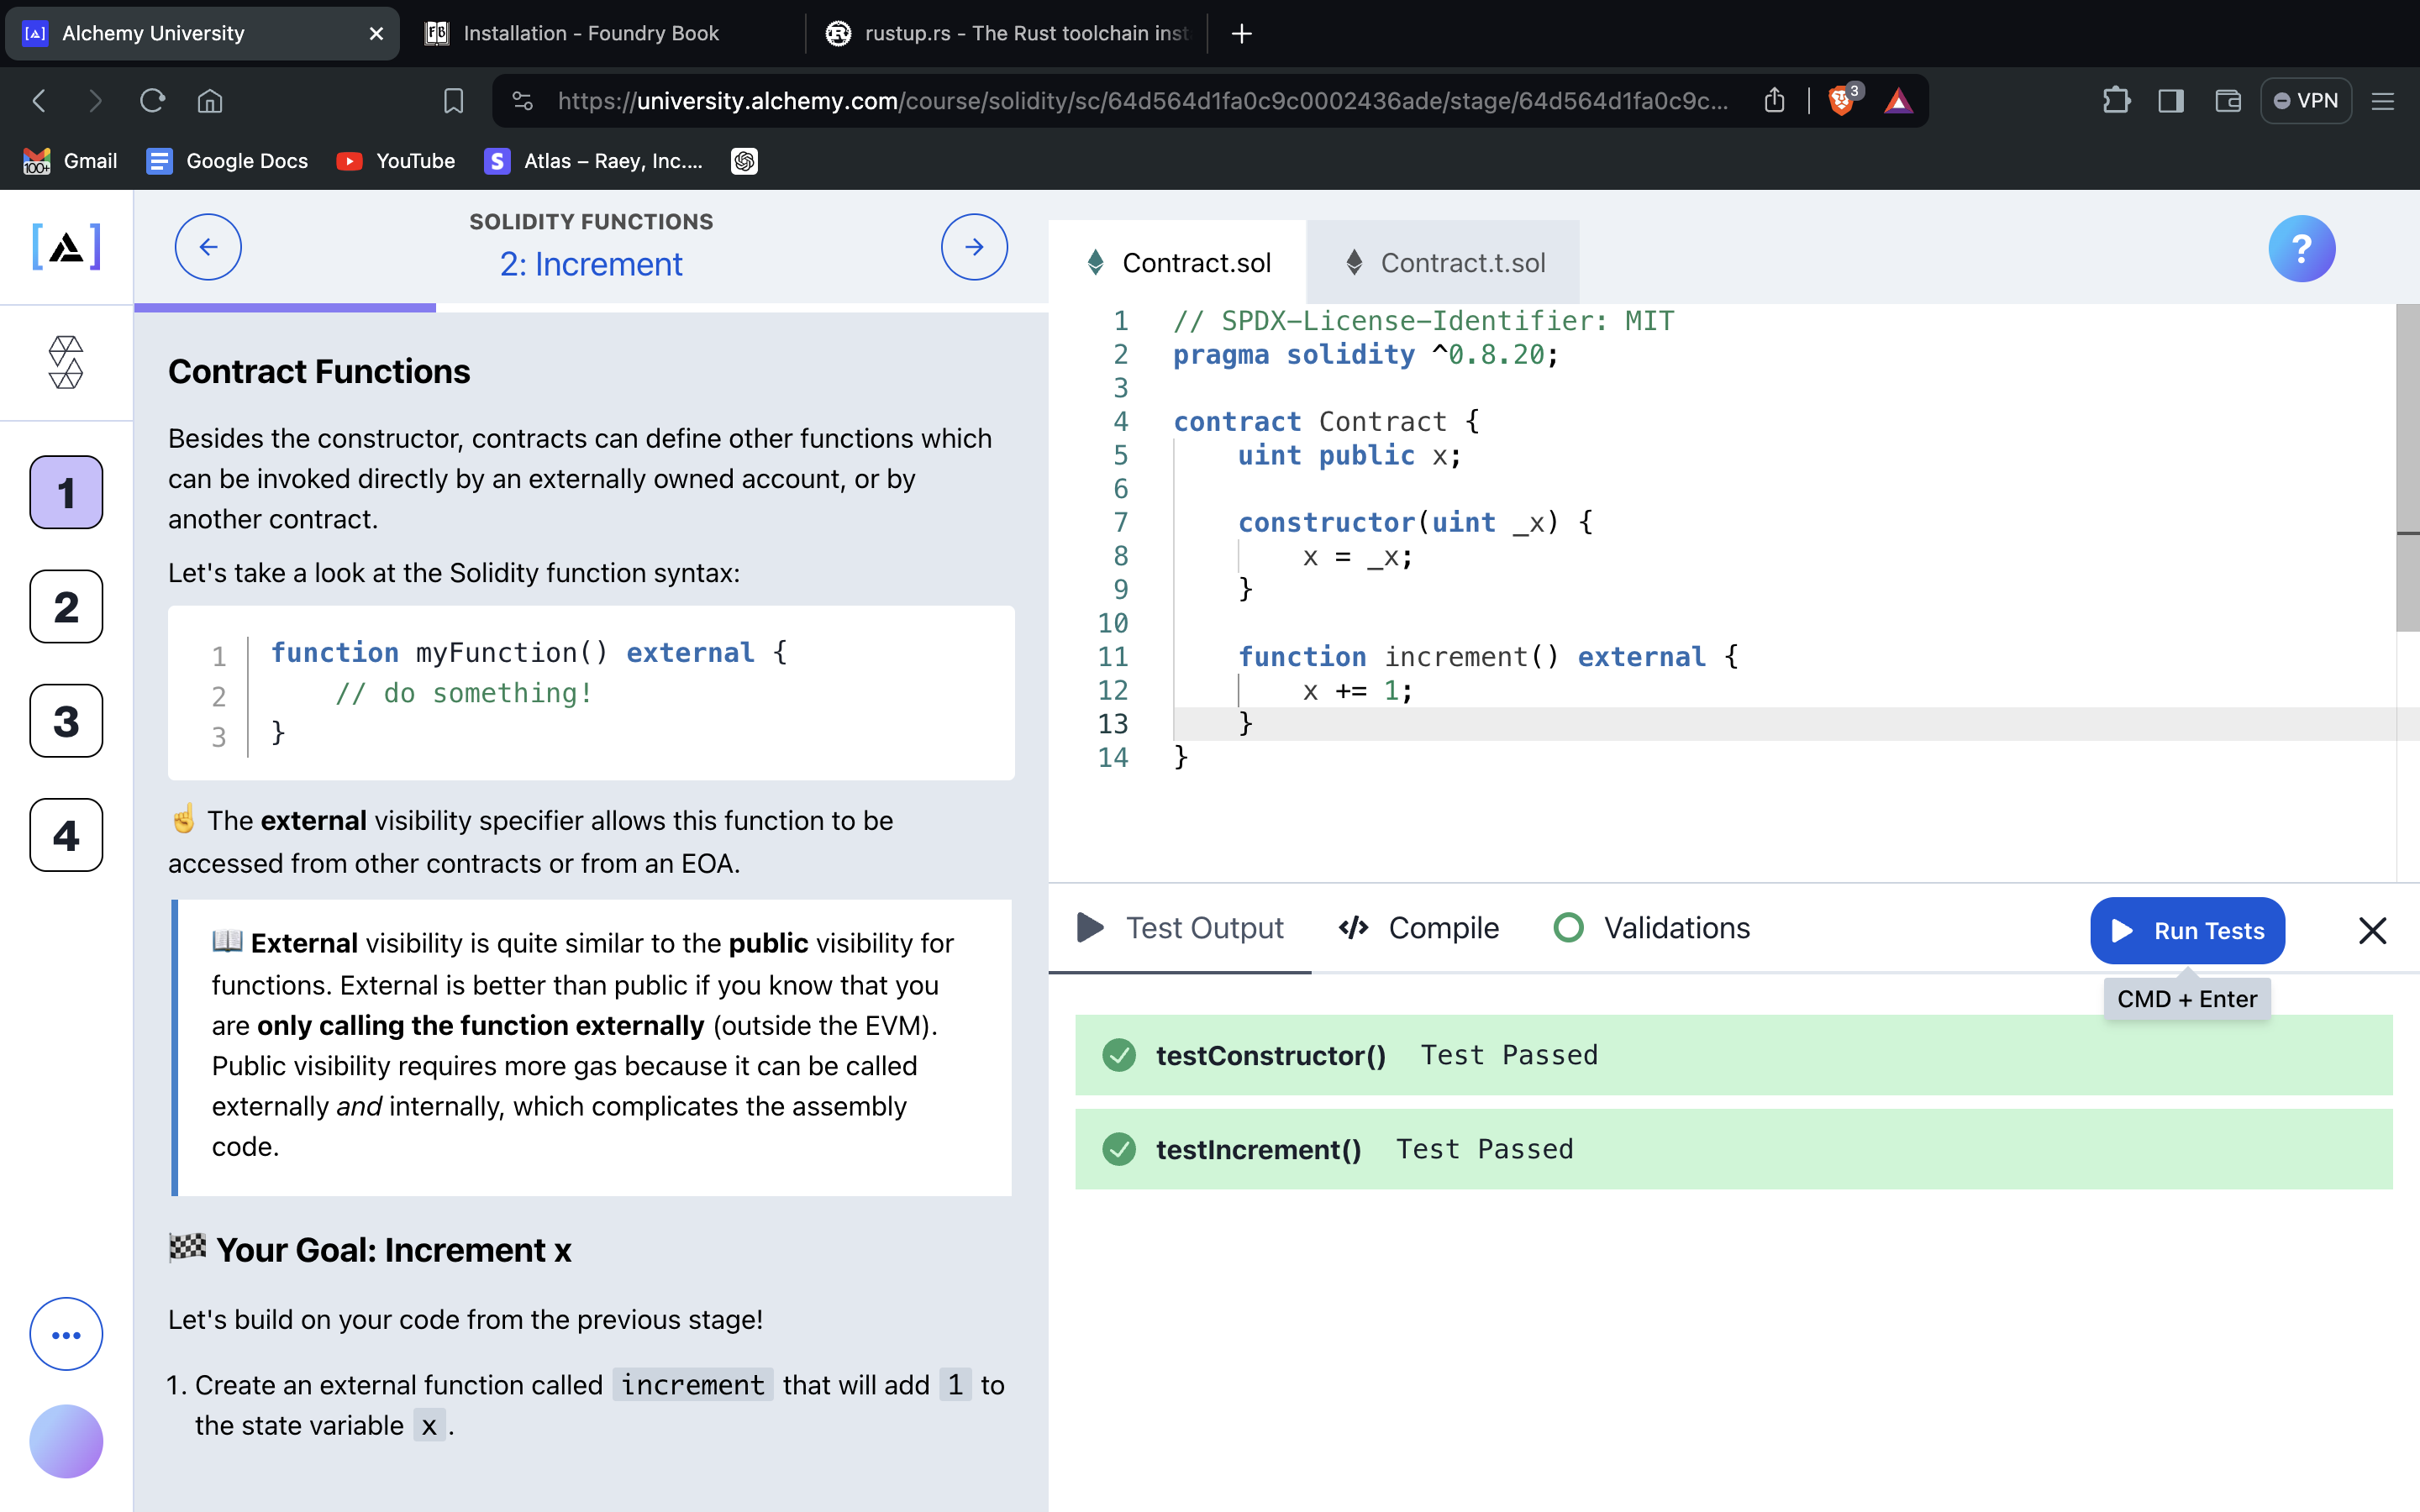 Alchemy University
Installation - Foundry Book
rustup.rs - The Rust toolchain inst
https://university.alchemy.com/course/solidity/sc/64d564d1fa0c9c0002436ade/stage/64d564d1fa0c9c...
3
VPN
100+
Gmail
Google Docs
YouTube
S
Atlas – Raey, Inc....
SOLIDITY FUNCTIONS
2: Increment
1
2
3
4
Contract Functions
Besides the constructor, contracts can define other functions which
can be invoked directly by an externally owned account, or by
another contract.
Let's take a look at the Solidity function syntax:
1 function myFunction() external {
2 // do something!
3 }
☝️ The external visibility specifier allows this function to be
accessed from other contracts or from an EOA.
📖 External visibility is quite similar to the public visibility for
functions. External is better than public if you know that you
are only calling the function externally (outside the EVM).
Public visibility requires more gas because it can be called
externally and internally, which complicates the assembly
code.
🏁 Your Goal: Increment x
Let's build on your code from the previous stage!
1. Create an external function called increment that will add 1 to
the state variable x.
Contract.sol
Contract.t.sol
?
1 // SPDX-License-Identifier: MIT
2 pragma solidity ^0.8.20;
3
4 contract Contract {
5 uint public x;
6
7 constructor(uint _x) {
8 x = _x;
9 }
10
11 function increment() external {
12 x += 1;
13 }
14 }
Test Output
Compile
Validations
Run Tests
CMD + Enter
testConstructor() Test Passed
testIncrement() Test Passed